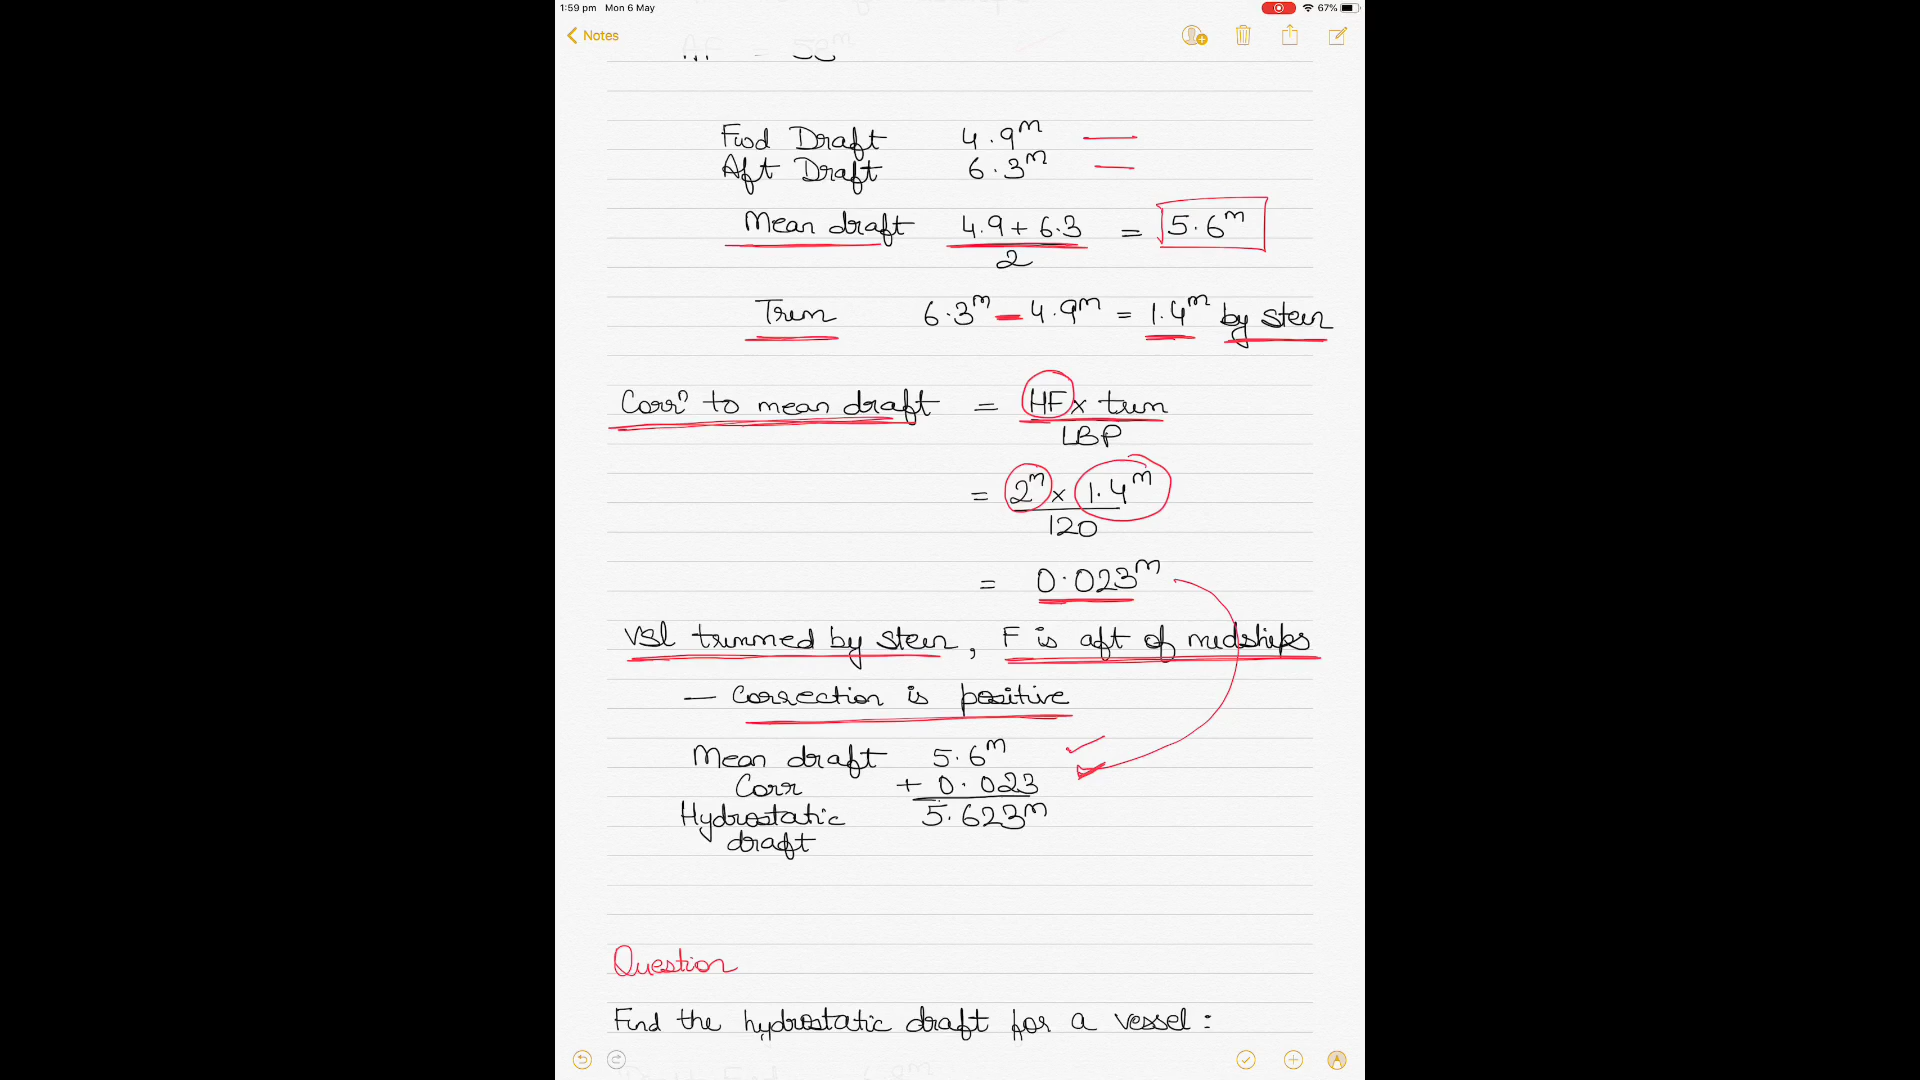 1:59 pm Mon 6 May
67%
Notes
Fwd Draft 4.9m
Aft Draft 6.3m
Mean draft 4.9 + 6.3 = 5.6m
2
Trim 6.3m - 4.9m = 1.4m by stern
Corrn to mean draft = HF x trim
LBP
= 2m x 1.4m
120
= 0.023m
Vsl trimmed by stern, F is aft of midships
- Correction is positive
Mean draft 5.6m
Corr + 0.023
Hydrostatic 5.623m
draft
Question
Find the hydrostatic draft for a vessel: